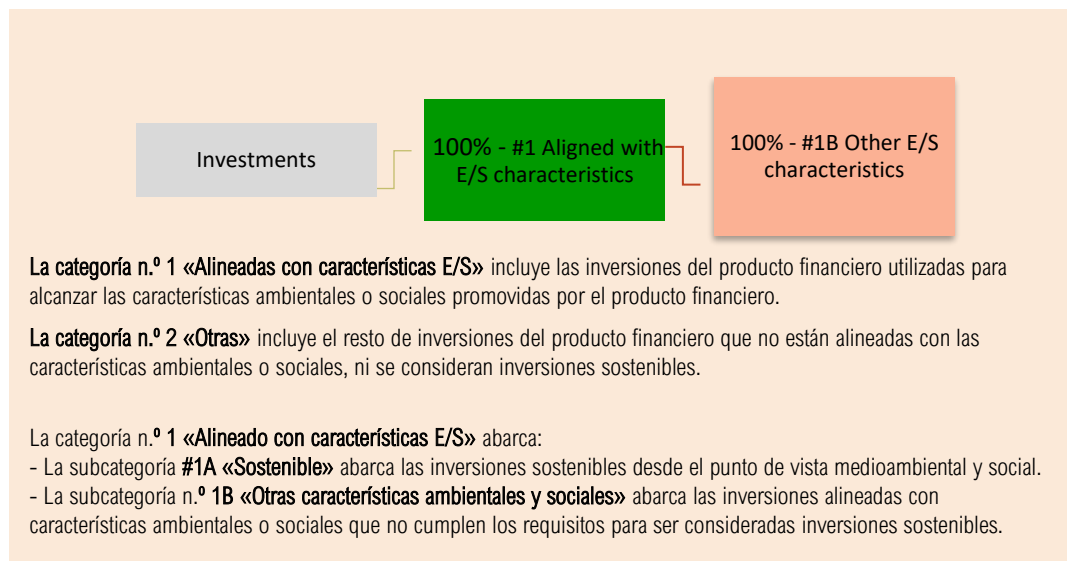 Investments
100% - #1 Aligned with
E/S characteristics
100% - #1B Other E/S
characteristics
La categoría n.º 1 «Alineadas con características E/S» incluye las inversiones del producto financiero utilizadas para
alcanzar las características ambientales o sociales promovidas por el producto financiero.
La categoría n.º 2 «Otras» incluye el resto de inversiones del producto financiero que no están alineadas con las
características ambientales o sociales, ni se consideran inversiones sostenibles.
La categoría n.º 1 «Alineado con características E/S» abarca:
- La subcategoría #1A «Sostenible» abarca las inversiones sostenibles desde el punto de vista medioambiental y social.
- La subcategoría n.º 1B «Otras características ambientales y sociales» abarca las inversiones alineadas con
características ambientales o sociales que no cumplen los requisitos para ser consideradas inversiones sostenibles.